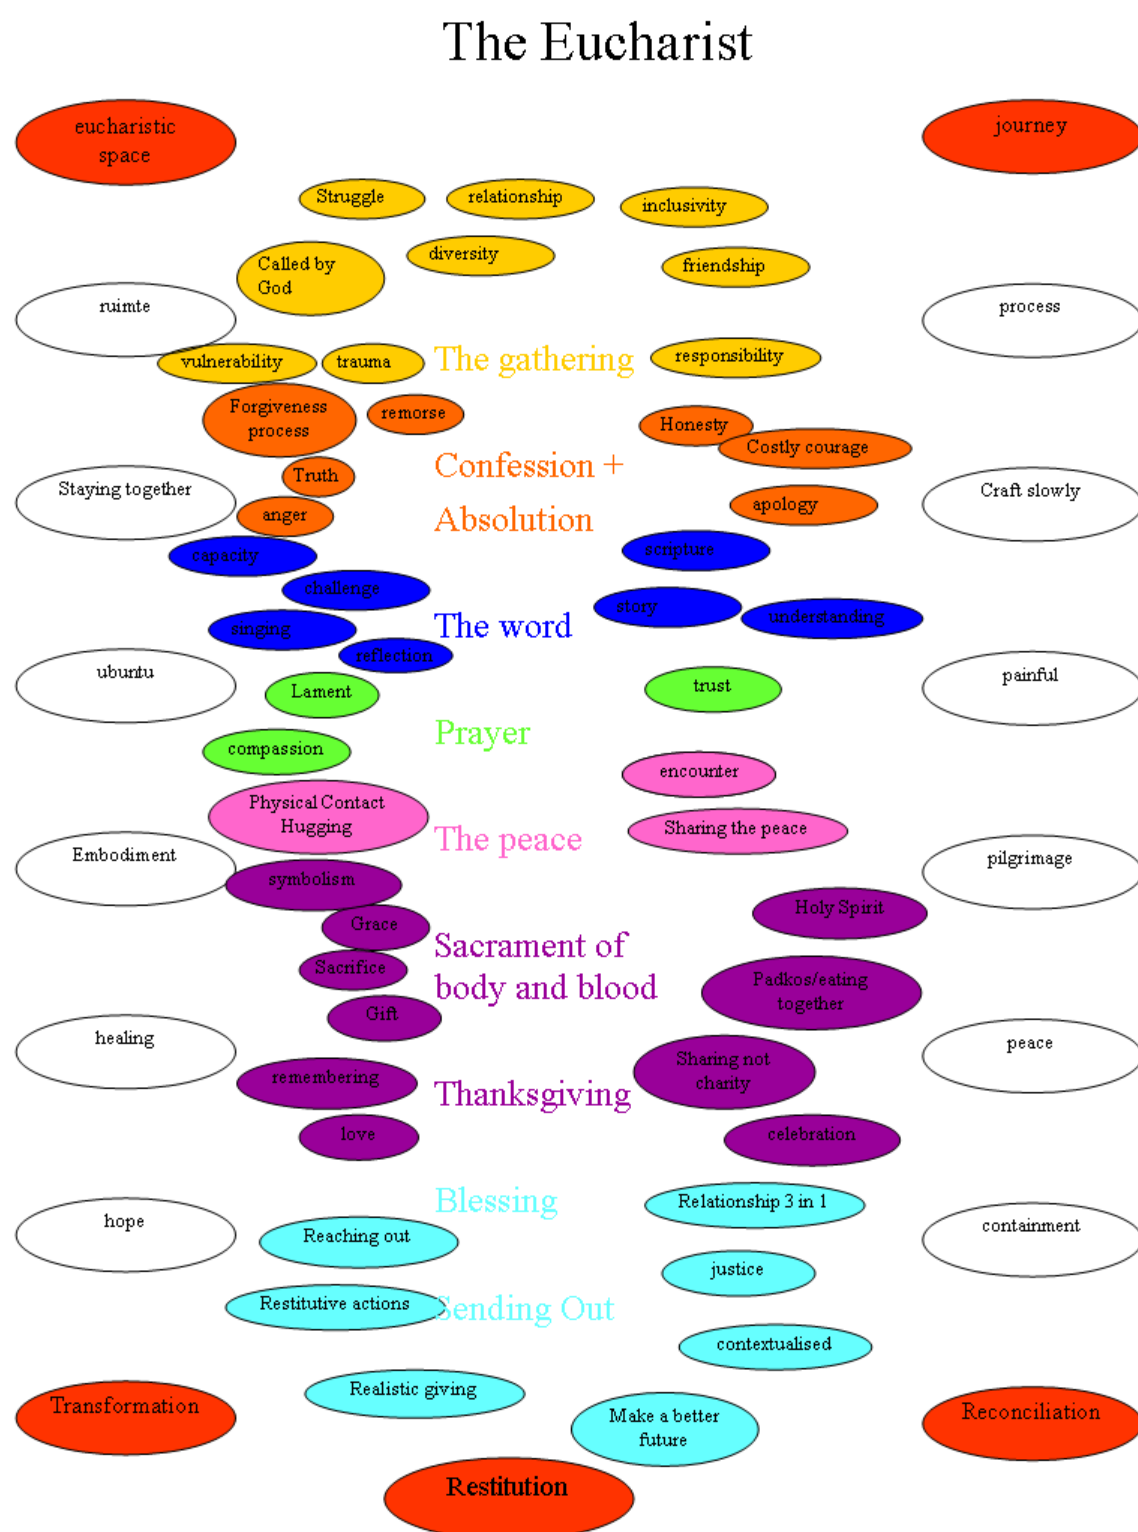 The Eucharist
eucharistic
space
journey
Struggle
relationship
inclusivity
diversity
Called by
God
friendship
ruimte
process
vulnerability
trauma
The gathering
responsibility
Forgiveness
process
remorse
Honesty
Costly courage
Confession +
Truth
Staying together
Craft slowly
anger
Absolution
apology
capacity
scripture
challenge
story
understanding
singing
The word
reflection
ubuntu
Lament
trust
painful
Prayer
compassion
encounter
Physical Contact
Hugging
The peace
Sharing the peace
Embodiment
pilgrimage
symbolism
Holy Spirit
Grace
Sacrament of
body and blood
Sacrifice
Padkos/eating
together
Gift
healing
peace
Sharing not
charity
remembering
Thanksgiving
love
celebration
Blessing
Relationship 3 in 1
hope
containment
Reaching out
justice
Restitutive actions
Sending Out
contextualised
Realistic giving
Transformation
Make a better
future
Reconciliation
Restitution